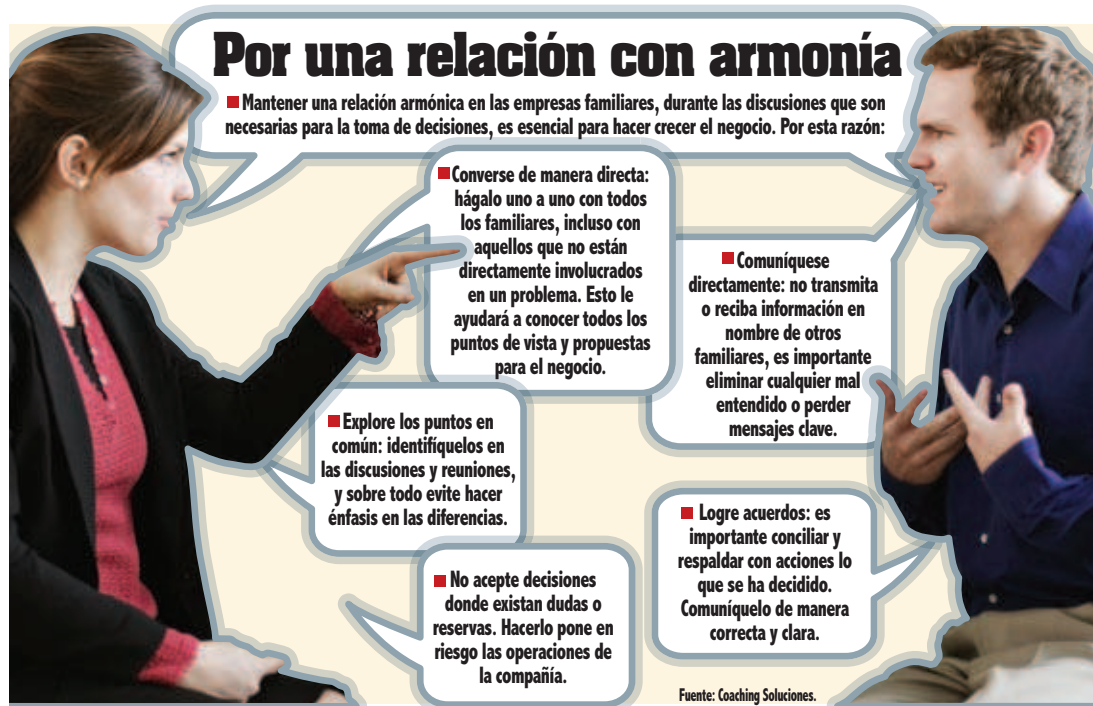 Por una relación con armonía
■ Mantener una relación armónica en las empresas familiares, durante las discusiones que son
necesarias para la toma de decisiones, es esencial para hacer crecer el negocio. Por esta razón:
■ Converse de manera directa:
hágalo uno a uno con todos
los familiares, incluso con
aquellos que no están
directamente involucrados
en un problema. Esto le
ayudará a conocer todos los
puntos de vista y propuestas
para el negocio.
■ Comuníquese
directamente: no transmita
o reciba información en
nombre de otros
familiares, es importante
eliminar cualquier mal
entendido o perder
mensajes clave.
■ Explore los puntos en
común: identifíquelos en
las discusiones y reuniones,
y sobre todo evite hacer
énfasis en las diferencias.
■ Logre acuerdos: es
importante conciliar y
respaldar con acciones lo
que se ha decidido.
Comuníquelo de manera
correcta y clara.
■ No acepte decisiones
donde existan dudas o
reservas. Hacerlo pone en
riesgo las operaciones de
la compañía.
Fuente: Coaching Soluciones.